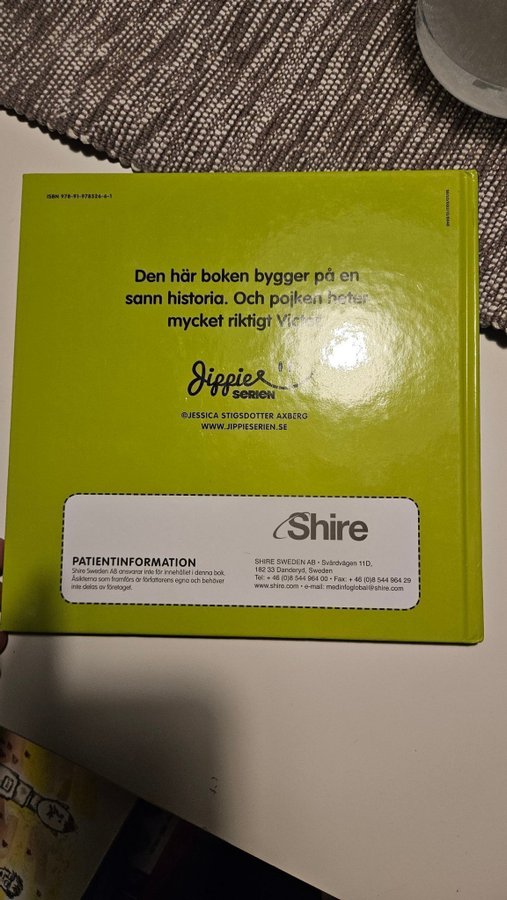 ISBN 978-91-978526-6-1
Den här boken bygger på en
sann historia. Och pojken heter
mycket riktigt Victor
Jippie
SERIEN
©JESSICA STIGSDOTTER AXBERG
WWW.JIPPIESERIEN.SE
Shire
PATIENTINFORMATION
Shire Sweden AB ansvarar inte för innehållet i denna bok.
Åsikterna som framförs är författarens egna och behöver
inte delas av företaget.
SHIRE SWEDEN AB • Svärdvägen 11D,
182 33 Danderyd, Sweden
Tel: + 46 (0)8 544 964 00 • Fax: + 46 (0)8 544 964 29
www.shire.com • e-mail: medinfoglobal@shire.com